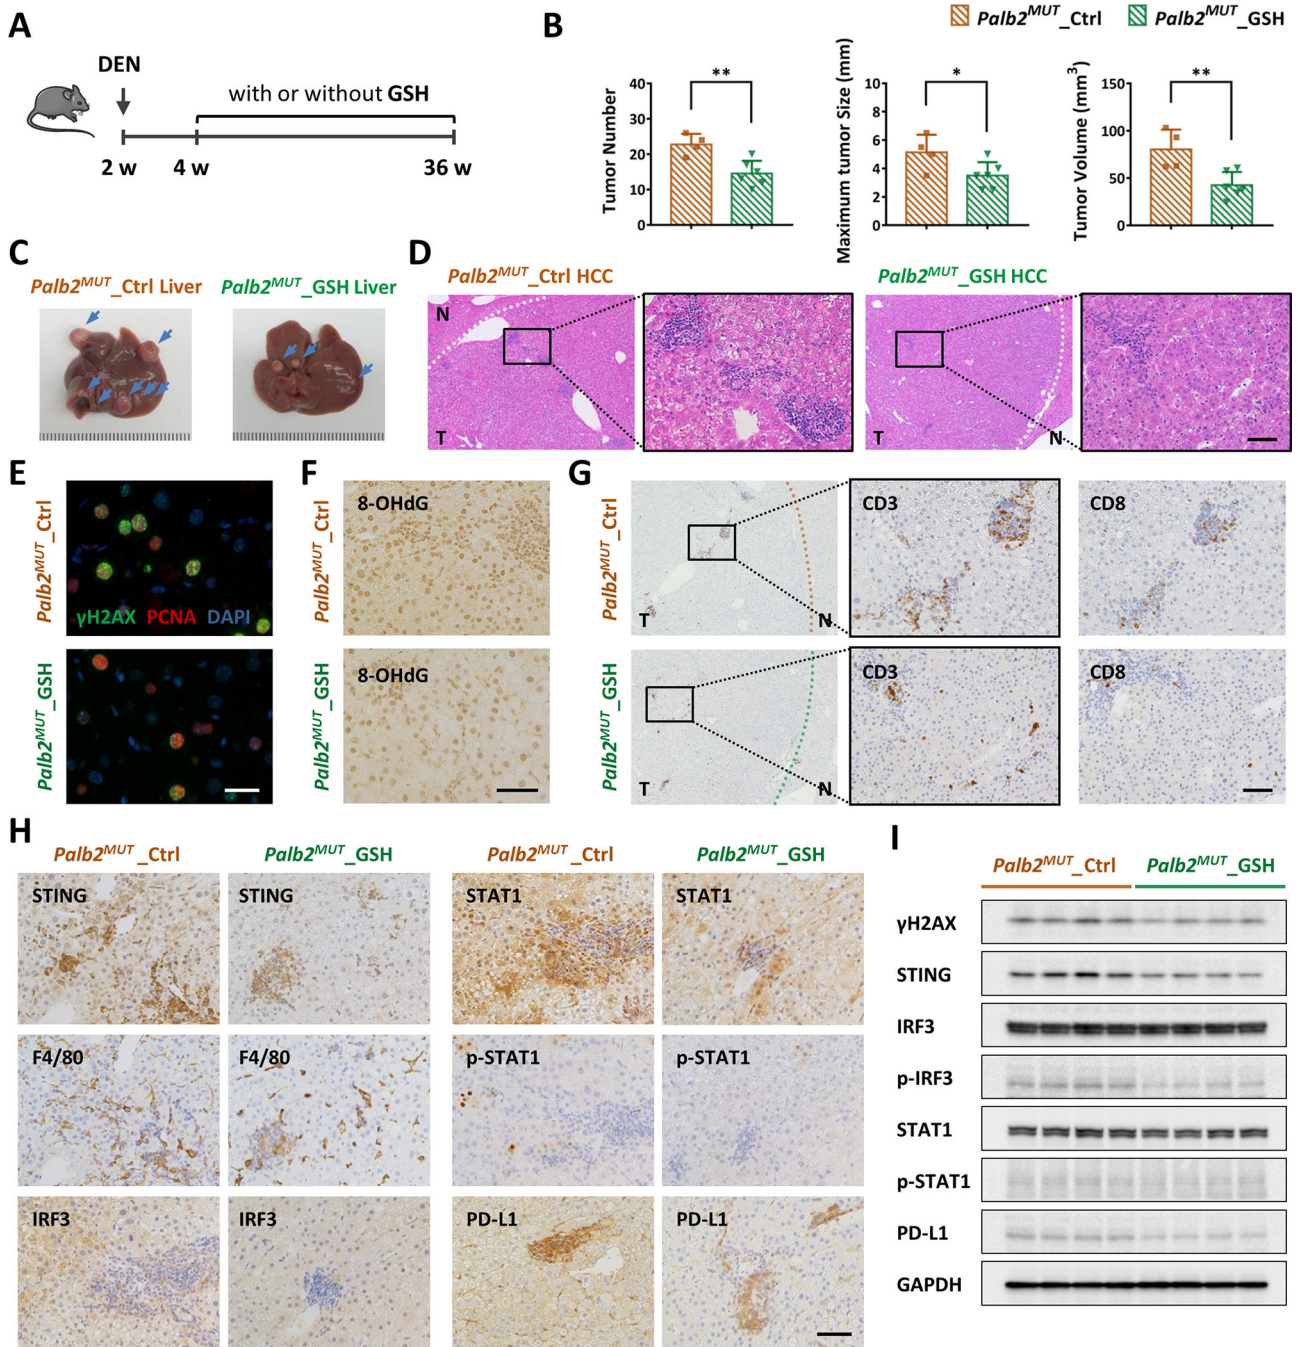 A
DEN
with or without GSH
2 w
4 w
36 w
B
Palb2MUT_Ctrl
Palb2MUT_GSH
Tumor Number
40
30
20
10
0
**
Maximum tumor Size (mm)
10
8
6
4
2
0
*
Tumor Volume (mm3)
150
100
50
0
**
C
Palb2MUT_Ctrl Liver
Palb2MUT_GSH Liver
D
Palb2MUT_Ctrl HCC
Palb2MUT_GSH HCC
N
T
T
N
E
Palb2MUT_Ctrl
γH2AX PCNA DAPI
Palb2MUT_GSH
F
Palb2MUT_Ctrl
8-OHdG
Palb2MUT_GSH
8-OHdG
G
Palb2MUT_Ctrl
T
N
CD3
CD8
Palb2MUT_GSH
T
N
CD3
CD8
H
Palb2MUT_Ctrl
Palb2MUT_GSH
Palb2MUT_Ctrl
Palb2MUT_GSH
STING
STING
STAT1
STAT1
F4/80
F4/80
p-STAT1
p-STAT1
IRF3
IRF3
PD-L1
PD-L1
I
Palb2MUT_Ctrl
Palb2MUT_GSH
γH2AX
STING
IRF3
p-IRF3
STAT1
p-STAT1
PD-L1
GAPDH